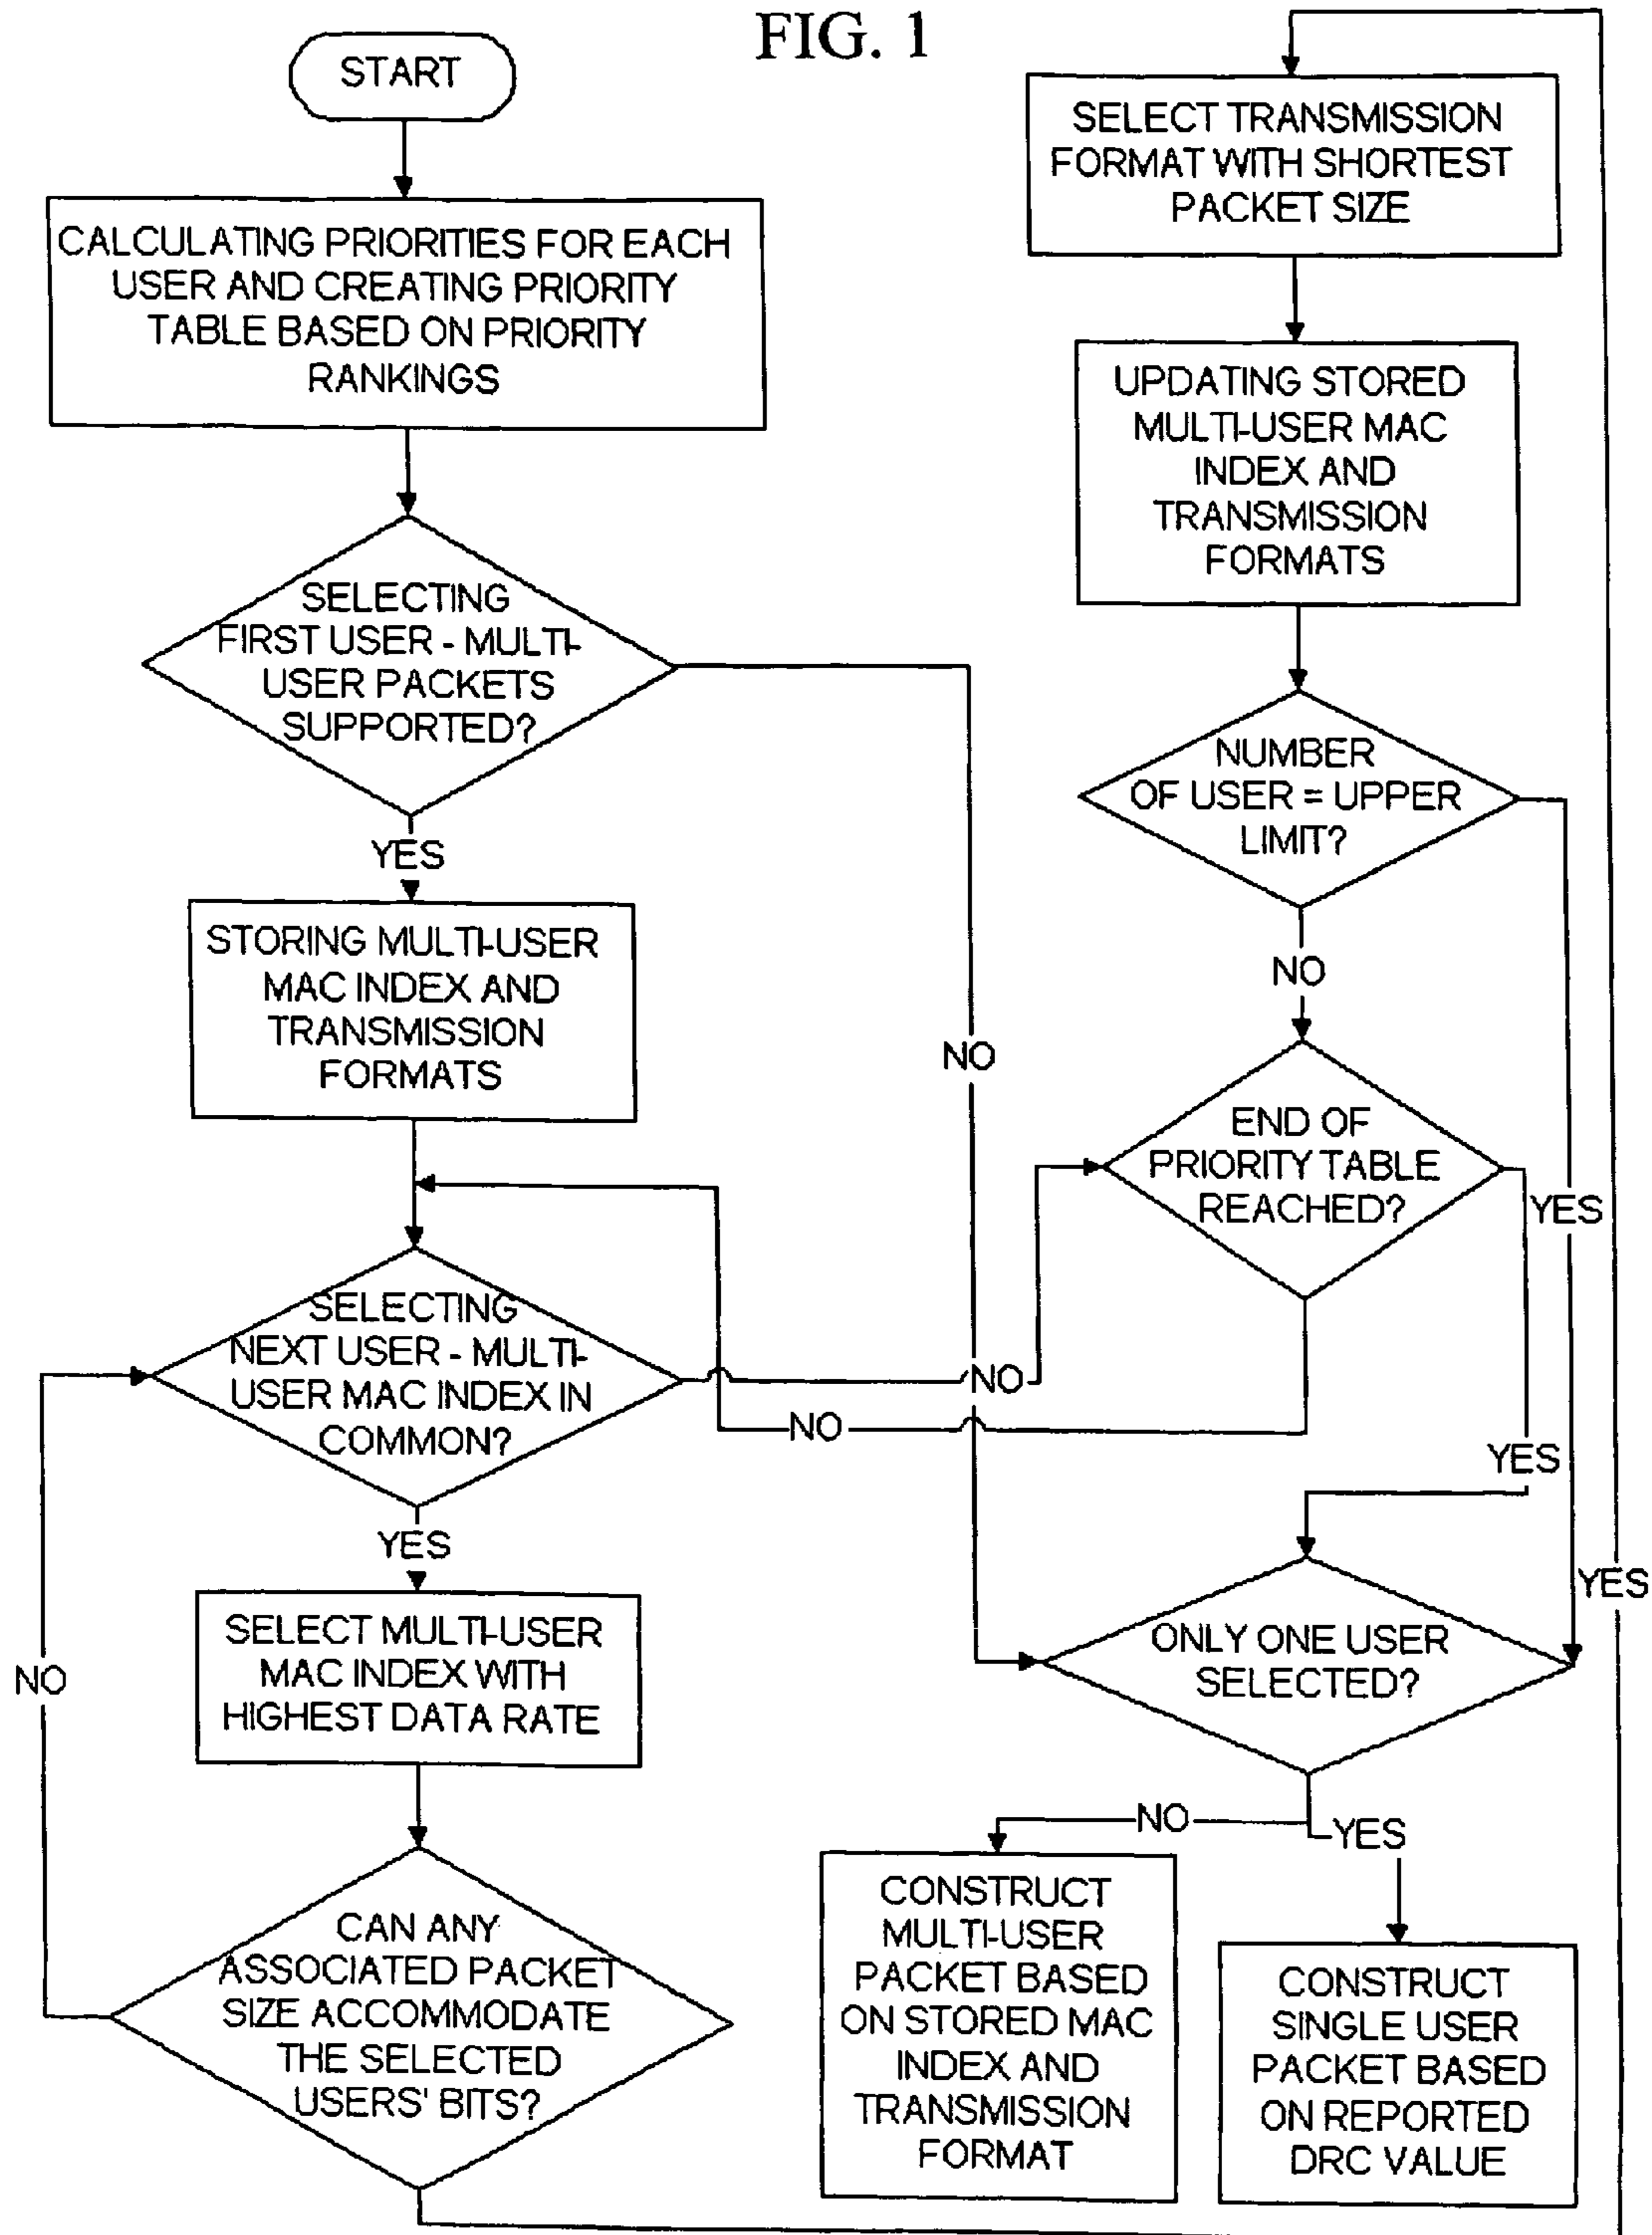 FIG. 1
START
CALCULATING PRIORITIES FOR EACH
USER AND CREATING PRIORITY
TABLE BASED ON PRIORITY
RANKINGS
SELECTING
FIRST USER - MULTI-
USER PACKETS
SUPPORTED?
YES
NO
STORING MULTI-USER
MAC INDEX AND
TRANSMISSION
FORMATS
SELECTING
NEXT USER - MULTI-
USER MAC INDEX IN
COMMON?
NO
NO
YES
SELECT MULTI-USER
MAC INDEX WITH
HIGHEST DATA RATE
NO
CAN ANY
ASSOCIATED PACKET
SIZE ACCOMMODATE
THE SELECTED
USERS' BITS?
YES
SELECT TRANSMISSION
FORMAT WITH SHORTEST
PACKET SIZE
UPDATING STORED
MULTI-USER MAC
INDEX AND
TRANSMISSION
FORMATS
NUMBER
OF USER = UPPER
LIMIT?
NO
YES
END OF
PRIORITY TABLE
REACHED?
YES
ONLY ONE USER
SELECTED?
NO
YES
CONSTRUCT
MULTI-USER
PACKET BASED
ON STORED MAC
INDEX AND
TRANSMISSION
FORMAT
CONSTRUCT
SINGLE USER
PACKET BASED
ON REPORTED
DRC VALUE